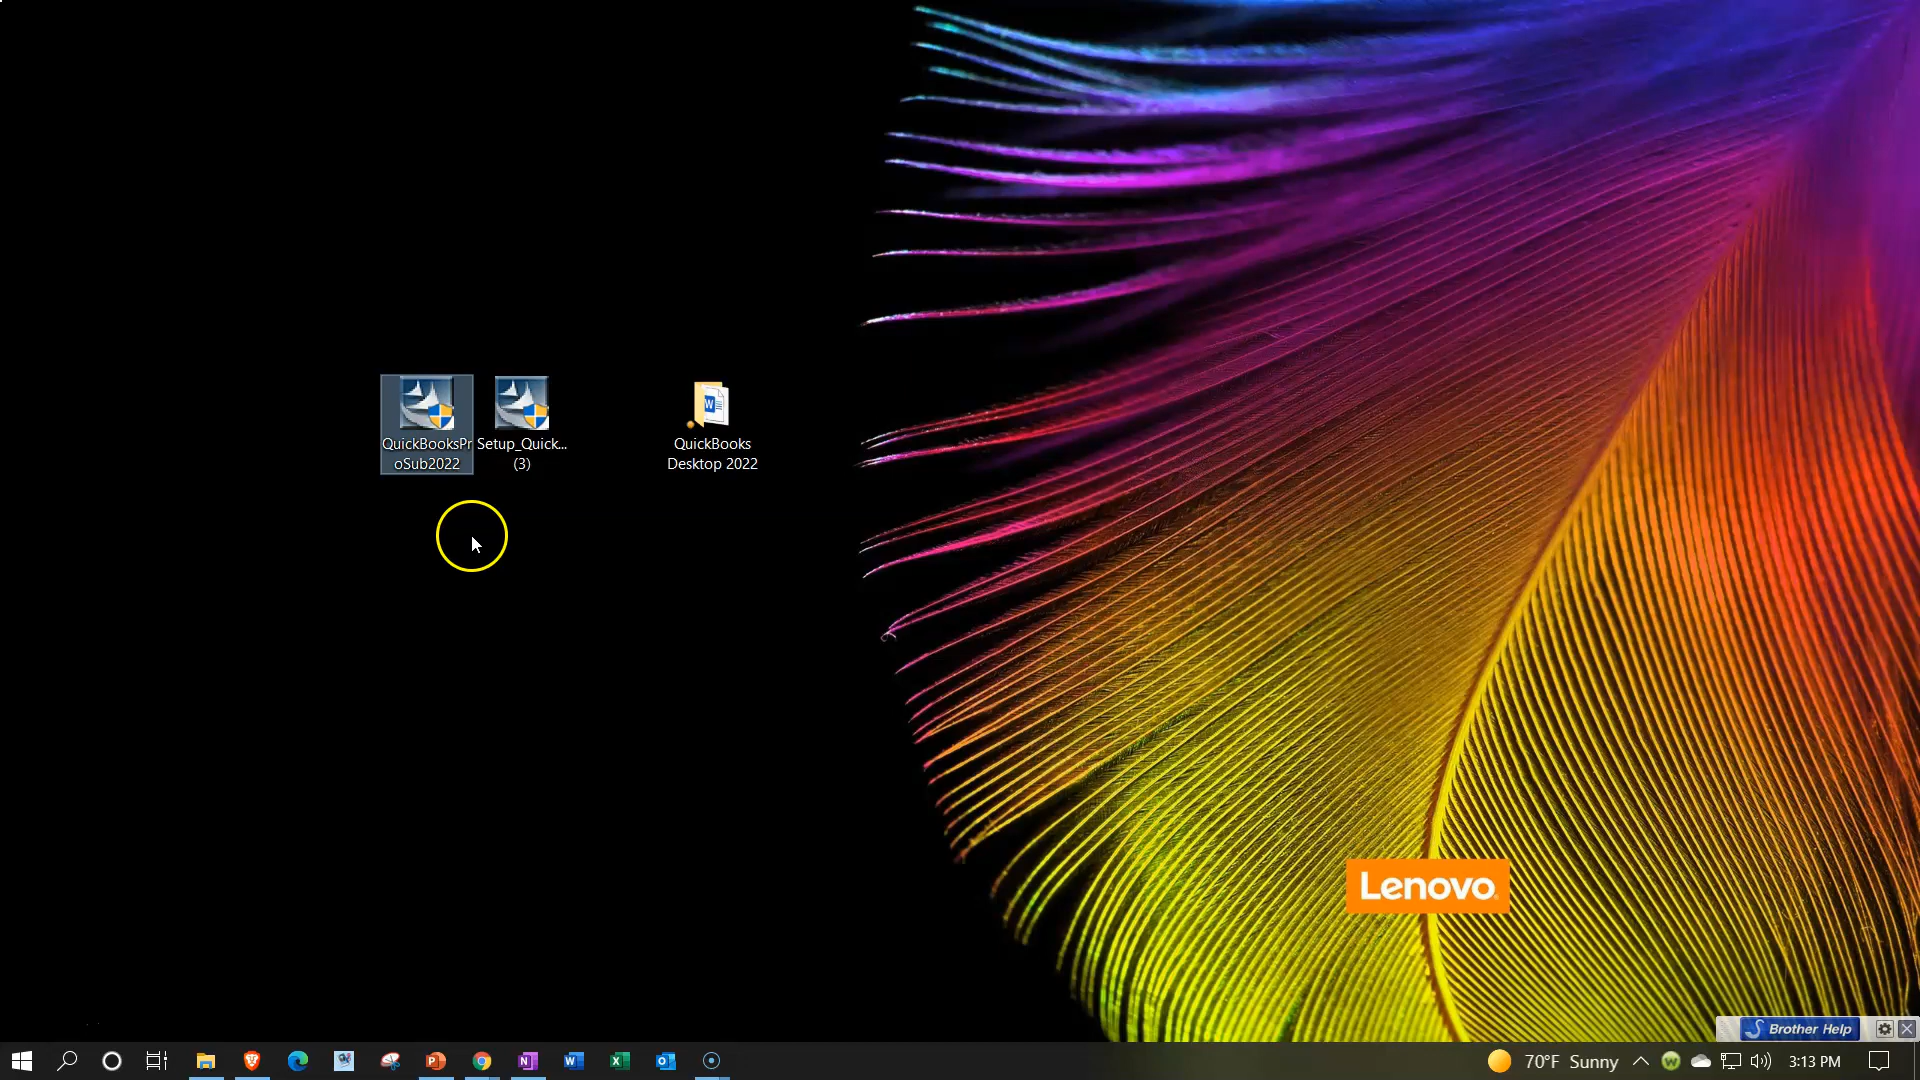 QuickBooksPr
oSub2022
Setup_Quick...
(3)
QuickBooks
Desktop 2022
Lenovo
Brother Help
70°F Sunny
3:13 PM